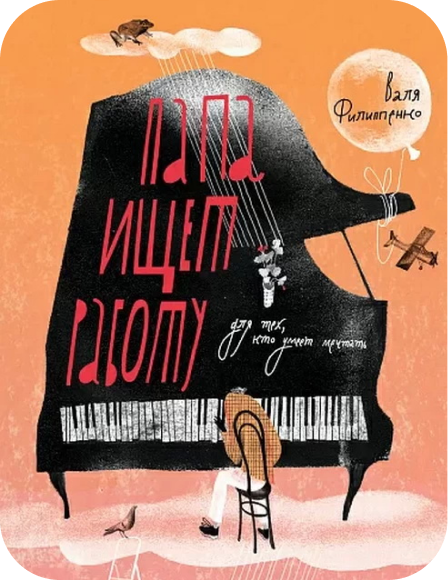 Валя
Филиппенко
ПАПА
ИЩЕТ
РАБОТУ
для тех,
кто умеет мечтать